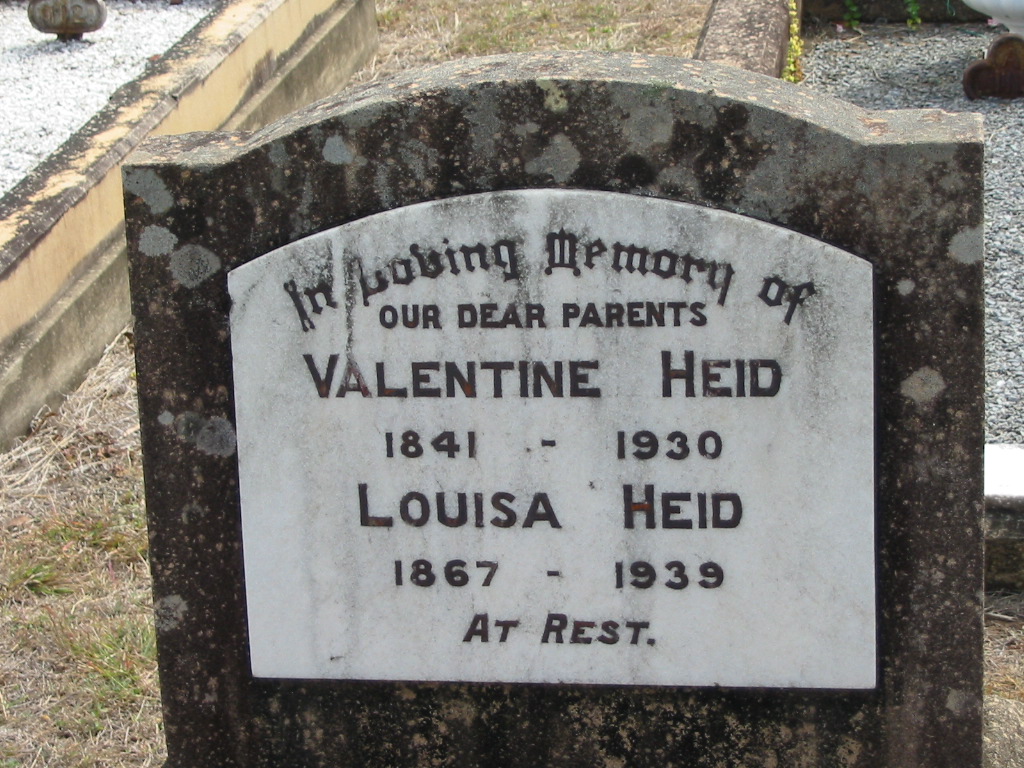 In Loving Memory of
OUR DEAR PARENTS
VALENTINE HEID
1841 - 1930
LOUISA HEID
1867 - 1939
AT REST.